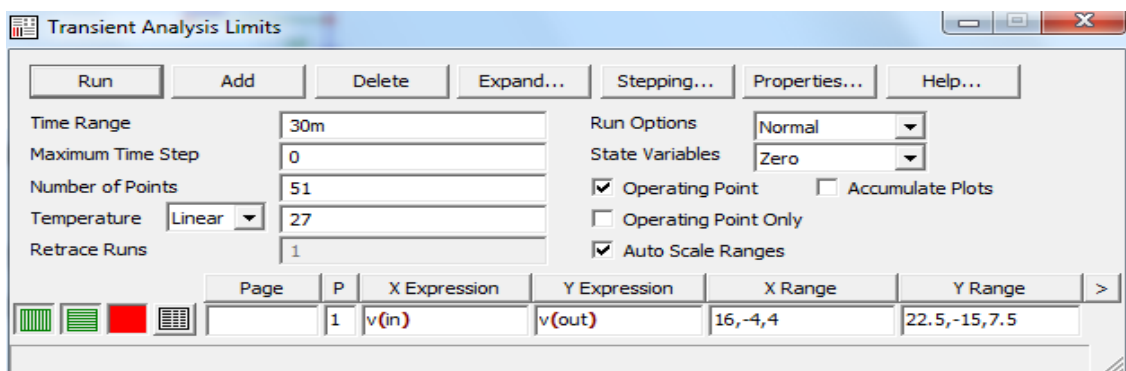 Transient Analysis Limits
Run Add Delete Expand... Stepping... Properties... Help...
Time Range 30m Run Options Normal
Maximum Time Step 0 State Variables Zero
Number of Points 51 Operating Point Accumulate Plots
Temperature Linear 27 Operating Point Only
Retrace Runs 1 Auto Scale Ranges
Page P X Expression Y Expression X Range Y Range >
1 v(in) v(out) 16,-4,4 22.5,-15,7.5